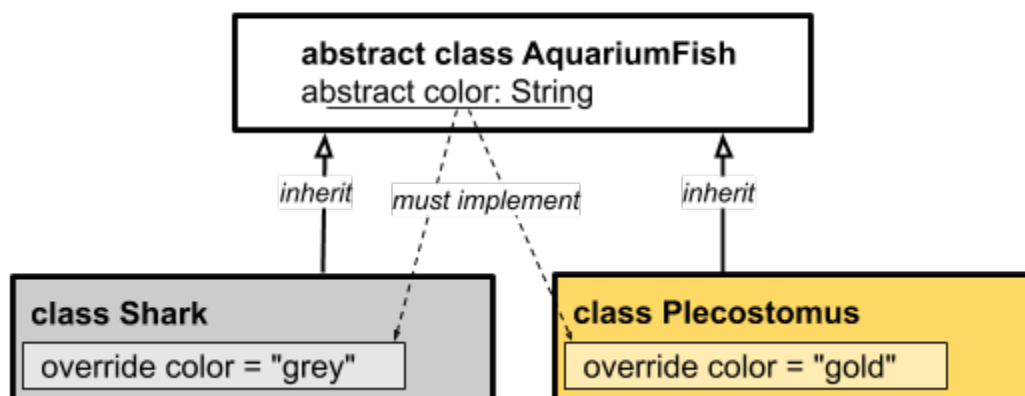 abstract class AquariumFish
abstract color: String
inherit
must implement
inherit
class Shark
override color = "grey"
class Plecostomus
override color = "gold"